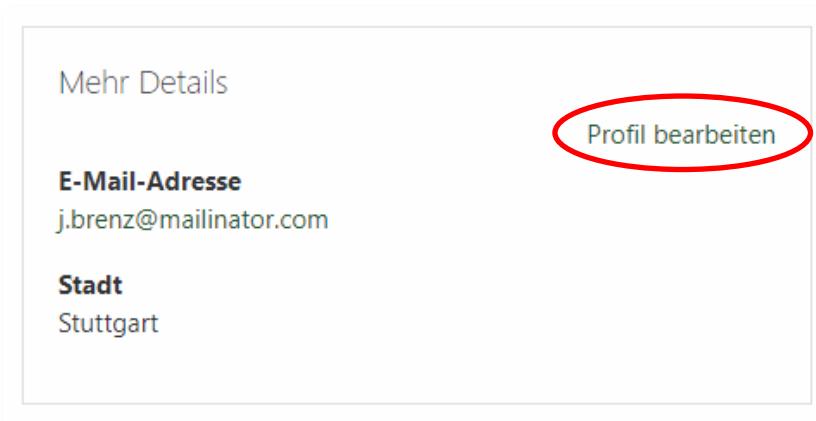 Mehr Details
Profil bearbeiten
E-Mail-Adresse
j.brenz@mailinator.com
Stadt
Stuttgart